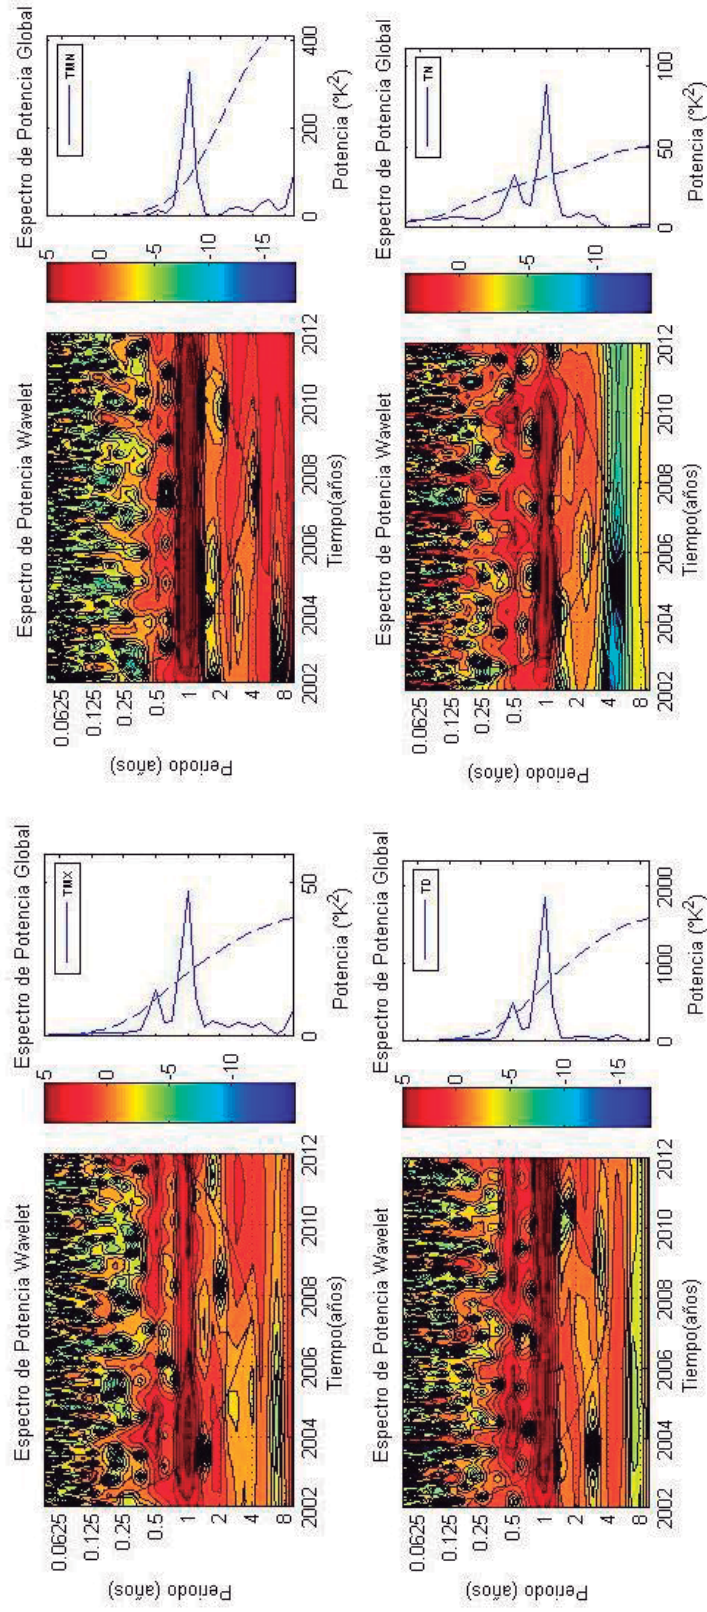 Espectro de Potencia Wavelet
Periodo (años)
0.0625
0.125
0.25
0.5
1
2
4
8
2002 2004 2006 2008 2010 2012
Tiempo(años)
5
0
-5
-10
Espectro de Potencia Global
TMX
0 50
Potencia (°K²)
Espectro de Potencia Wavelet
Periodo (años)
0.0625
0.125
0.25
0.5
1
2
4
8
2002 2004 2006 2008 2010 2012
Tiempo(años)
5
0
-5
-10
-15
Espectro de Potencia Global
TMN
0 200 400
Potencia (°K²)
Espectro de Potencia Wavelet
Periodo (años)
0.0625
0.125
0.25
0.5
1
2
4
8
2002 2004 2006 2008 2010 2012
Tiempo(años)
5
0
-5
-10
-15
Espectro de Potencia Global
TD
0 1000 2000
Potencia (°K²)
Espectro de Potencia Wavelet
Periodo (años)
0.0625
0.125
0.25
0.5
1
2
4
8
2002 2004 2006 2008 2010 2012
Tiempo(años)
0
-5
-10
Espectro de Potencia Global
TN
0 50 100
Potencia (°K²)